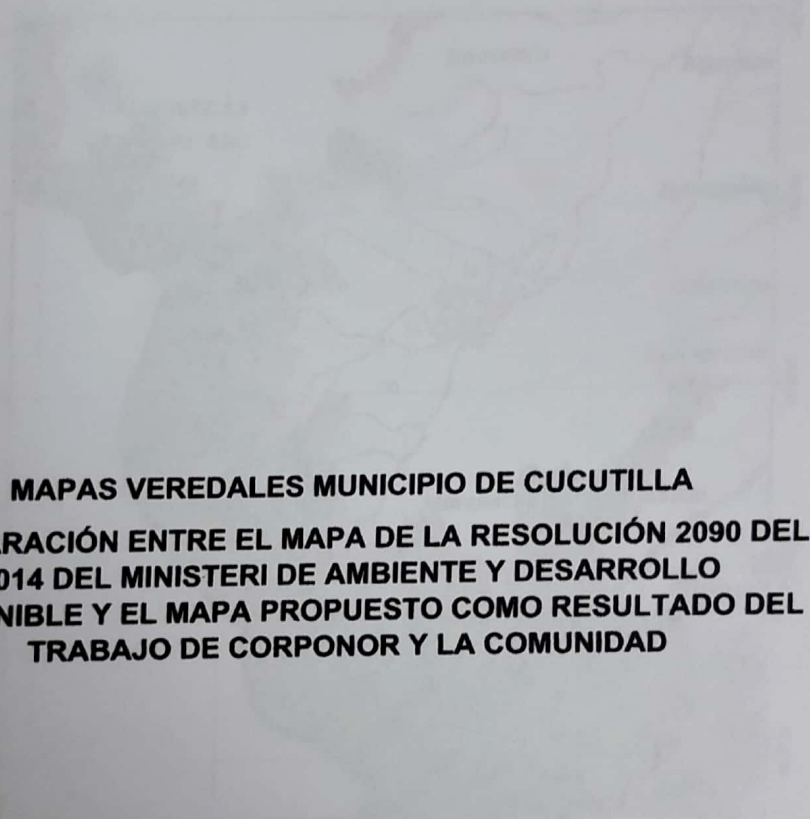 MAPAS VEREDALES MUNICIPIO DE CUCUTILLA
RACIÓN ENTRE EL MAPA DE LA RESOLUCIÓN 2090 DEL
014 DEL MINISTERI DE AMBIENTE Y DESARROLLO
NIBLE Y EL MAPA PROPUESTO COMO RESULTADO DEL
TRABAJO DE CORPONOR Y LA COMUNIDAD